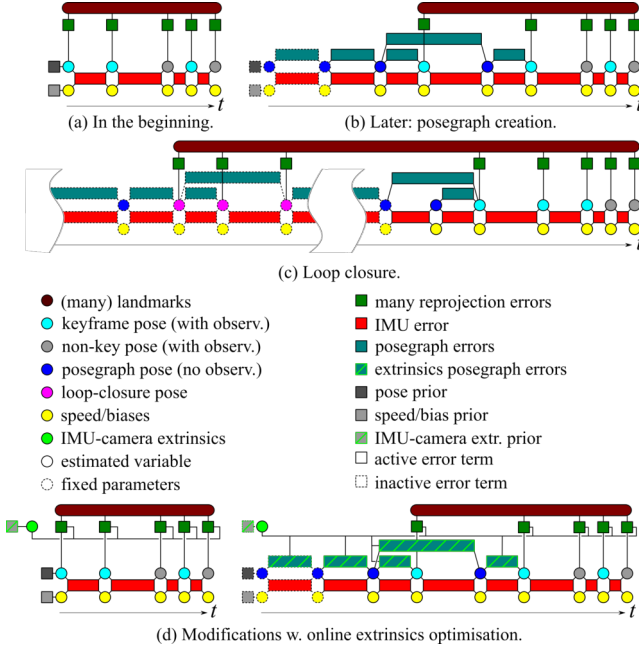 t
t
(a) In the beginning.
(b) Later: posegraph creation.
t
(c) Loop closure.
(many) landmarks
keyframe pose (with observ.)
non-key pose (with observ.)
posegraph pose (no observ.)
loop-closure pose
speed/biases
IMU-camera extrinsics
estimated variable
fixed parameters
many reprojection errors
IMU error
posegraph errors
extrinsics posegraph errors
pose prior
speed/bias prior
IMU-camera extr. prior
active error term
inactive error term
t
t
(d) Modifications w. online extrinsics optimisation.